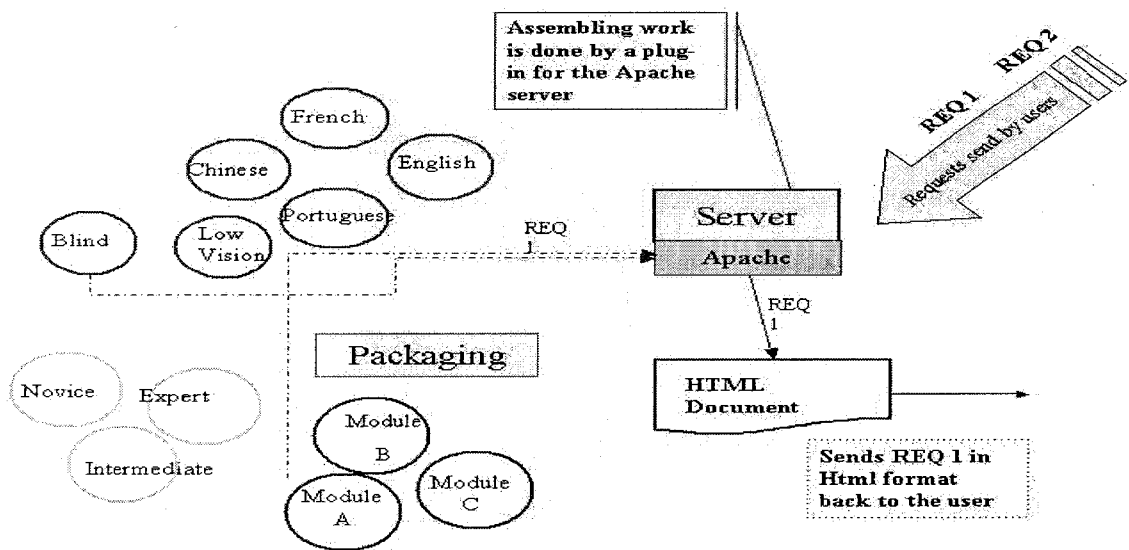 Assembling work
is done by a plug-
in for the Apache
server
REQ 2
REQ 1
Requests send by users
French
Chinese
English
Portuguese
Blind
Low
Vision
REQ
1
Server
Apache
REQ
1
Packaging
HTML
Document
Novice
Expert
Intermediate
Module
B
Module
A
Module
C
Sends REQ 1 in
Html format
back to the user